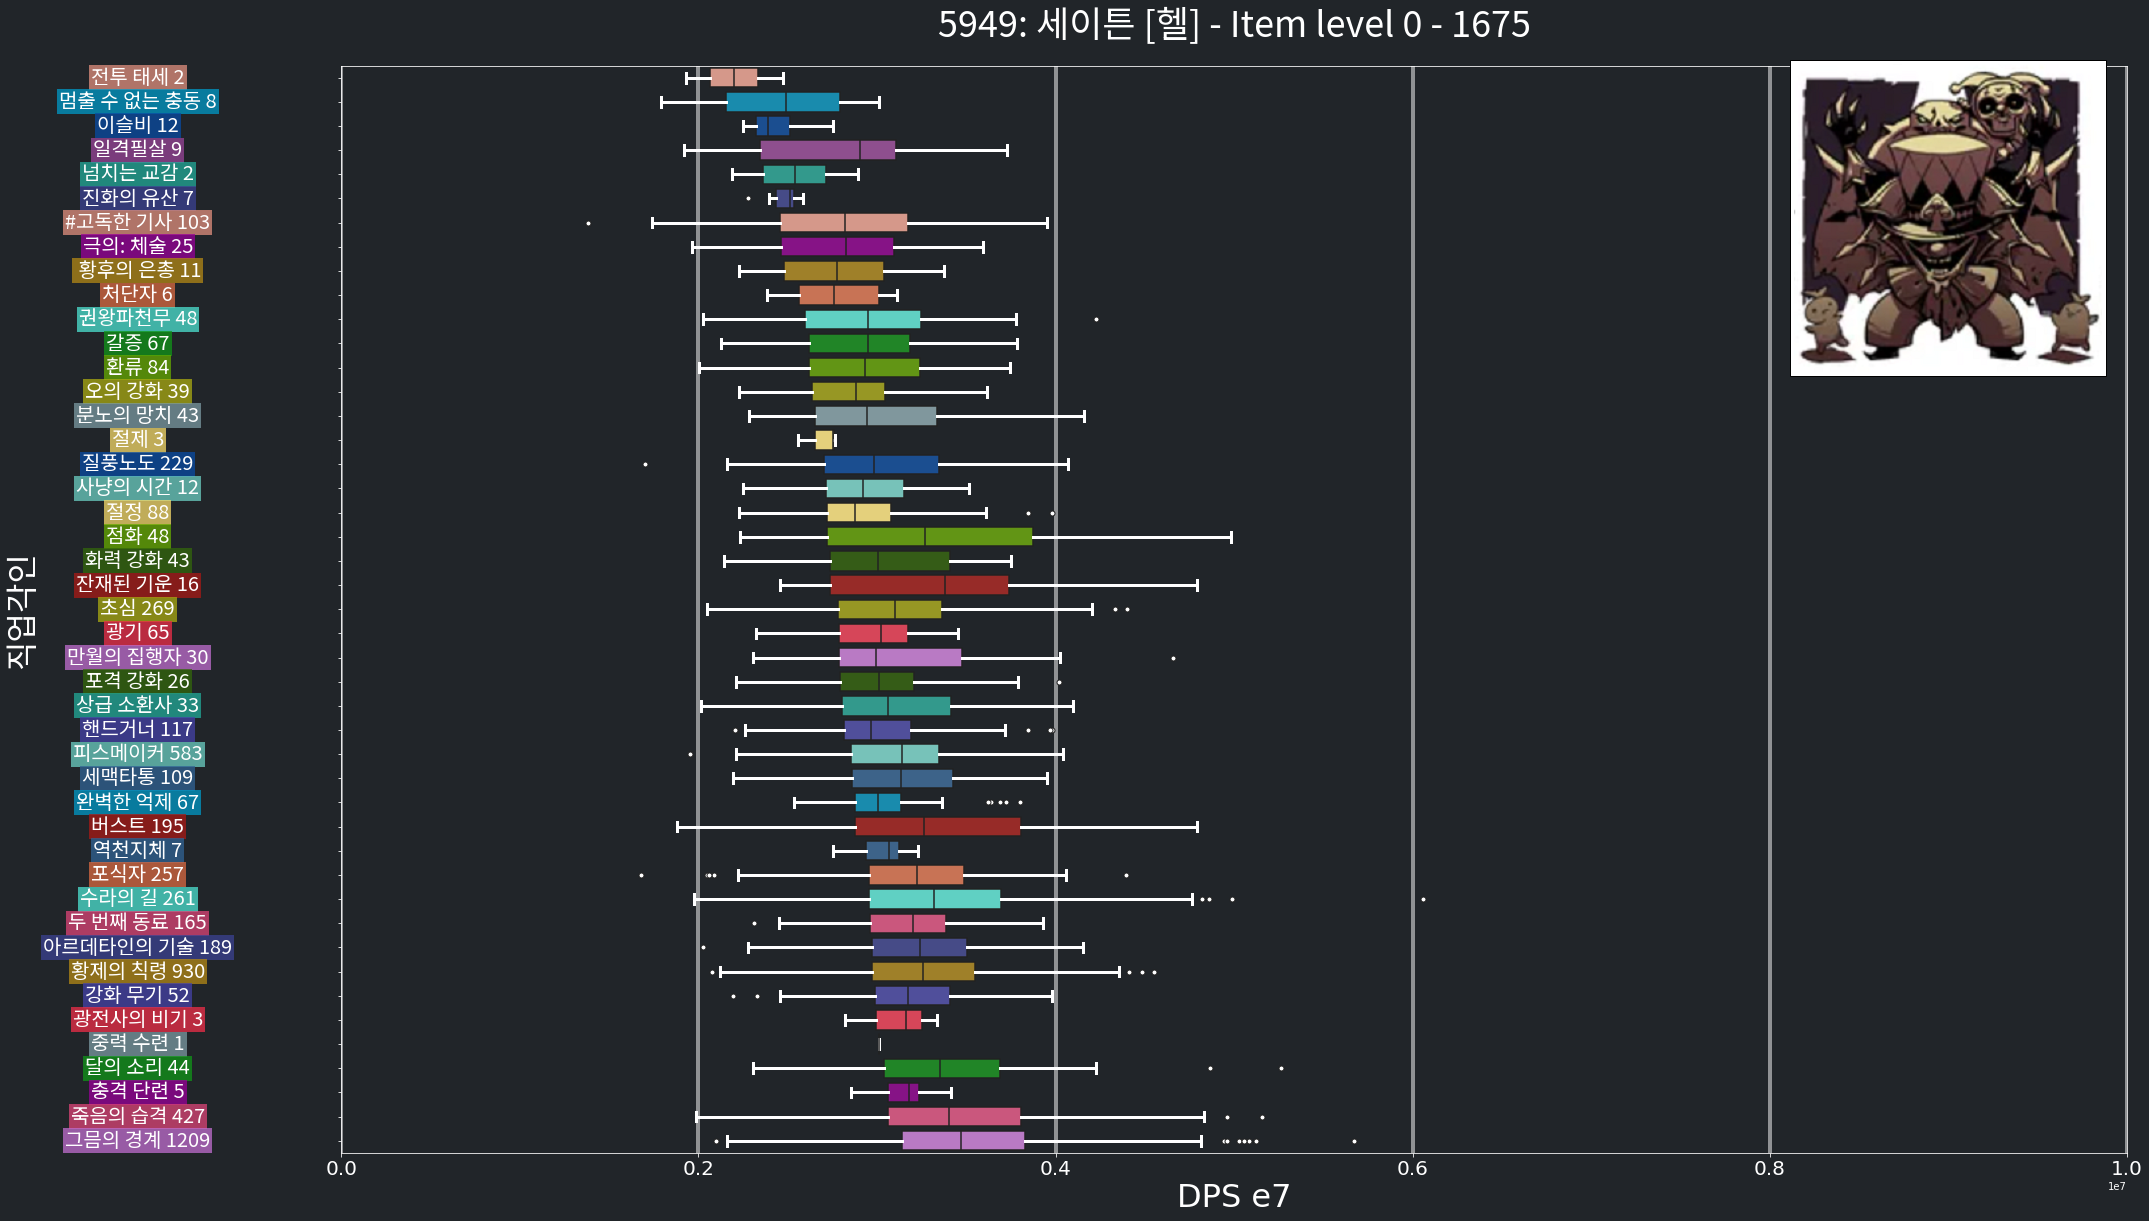 5949: 세이튼 [헬] - Item level 0 - 1675
전투 태세 2
멈출 수 없는 충동 8
이슬비 12
일격필살 9
넘치는 교감 2
진화의 유산 7
#고독한 기사 103
극의: 체술 25
황후의 은총 11
처단자 6
권왕파천무 48
갈증 67
환류 84
오의 강화 39
분노의 망치 43
절제 3
질풍노도 229
사냥의 시간 12
절정 88
점화 48
화력 강화 43
잔재된 기운 16
초심 269
광기 65
만월의 집행자 30
포격 강화 26
상급 소환사 33
핸드거너 117
피스메이커 583
세맥타통 109
완벽한 억제 67
버스트 195
역천지체 7
포식자 257
수라의 길 261
두 번째 동료 165
아르데타인의 기술 189
황제의 칙령 930
강화 무기 52
광전사의 비기 3
중력 수련 1
달의 소리 44
충격 단련 5
죽음의 습격 427
그믐의 경계 1209
직업각인
0.0 0.2 0.4 0.6 0.8 1.0
1e7
DPS e7